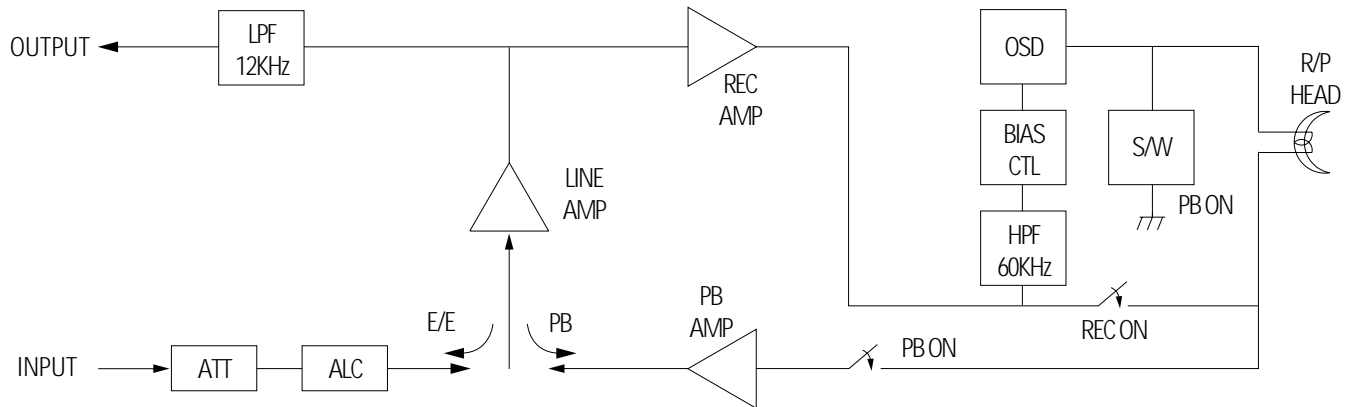 OUTPUT
LPF
12KHz
REC
AMP
OSD
R/P
HEAD
BIAS
CTL
S/W
PB ON
LINE
AMP
HPF
60KHz
E/E
PB
PB
AMP
PB ON
REC ON
INPUT
ATT
ALC